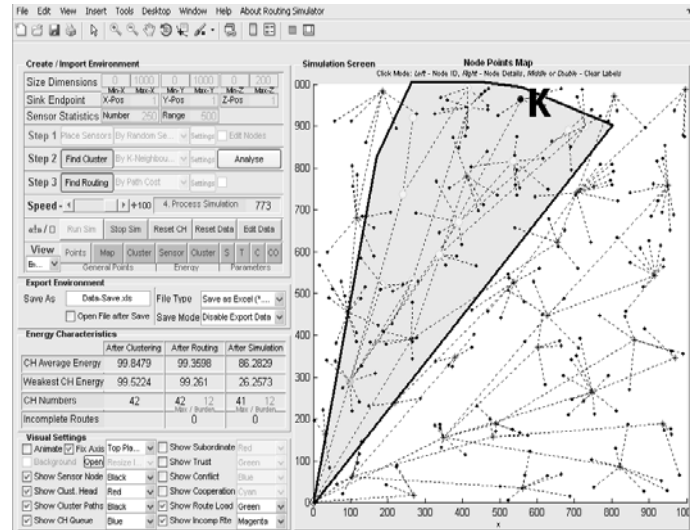 File Edit View Insert Tools Desktop Window Help About Routing Simulator
Create / Import Environment
Size Dimensions 0 1000 0 1000 0 200
Min-X Max-X Min-Y Max-Y Min-Z Max-Z
Sink Endpoint X-Pos 1 Y-Pos 1 Z-Pos 1
Sensor Statistics Number 250 Range 500
Step 1 Place Sensors By Random Se... Settings Edit Nodes
Step 2 Find Cluster By K-Neighbou... Settings Analyse
Step 3 Find Routing By Path Cost Settings
Speed - +100 4. Process Simulation 773
Run Sim Stop Sim Reset CH Reset Data Edit Data
View Points Map Cluster Sensor Cluster S T C CO
En... General Points Energy Parameters
Export Environment
Save As Data-Save.xls File Type Save as Excel (*....
Open File after Save Save Mode Disable Export Data
Energy Characteristics
After Clustering After Routing After Simulation
CH Average Energy 99.8479 99.3598 86.2829
Weakest CH Energy 99.5224 99.261 26.2573
CH Numbers 42 42 12 41 12
Max / Burden Max / Burden
Incomplete Routes 0 0
Visual Settings
Animate Fix Axis Top Pla... Show Subordinate Red
Background Open Resize I... Show Trust Green
Show Sensor Node Black Show Conflict Blue
Show Clust. Head Red Show Cooperation Cyan
Show Cluster Paths Black Show Route Load Green
Show CH Queue Blue Show Incomp Rte Magenta
Simulation Screen Node Points Map
Click Mode: Left - Node ID, Right - Node Details, Middle or Double - Clear Labels
K
000
900
800
700
600
500
400
300
200
100
0
0 100 200 300 400 500 600 700 800 900 1000
x